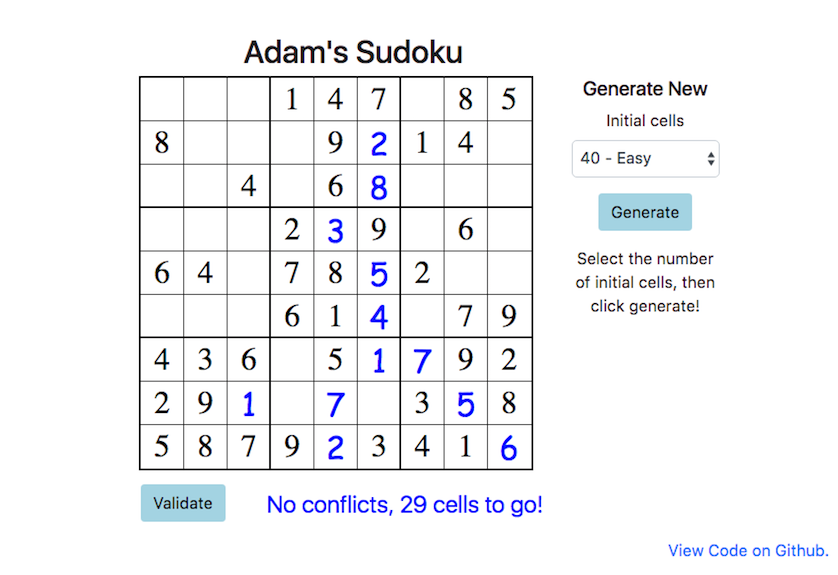 Adam's Sudoku
1 4 7 8 5
8 9 2 1 4
4 6 8
2 3 9 6
6 4 7 8 5 2
6 1 4 7 9
4 3 6 5 1 7 9 2
2 9 1 7 3 5 8
5 8 7 9 2 3 4 1 6
Validate
No conflicts, 29 cells to go!
Generate New
Initial cells
40 - Easy
Generate
Select the number
of initial cells, then
click generate!
View Code on Github.